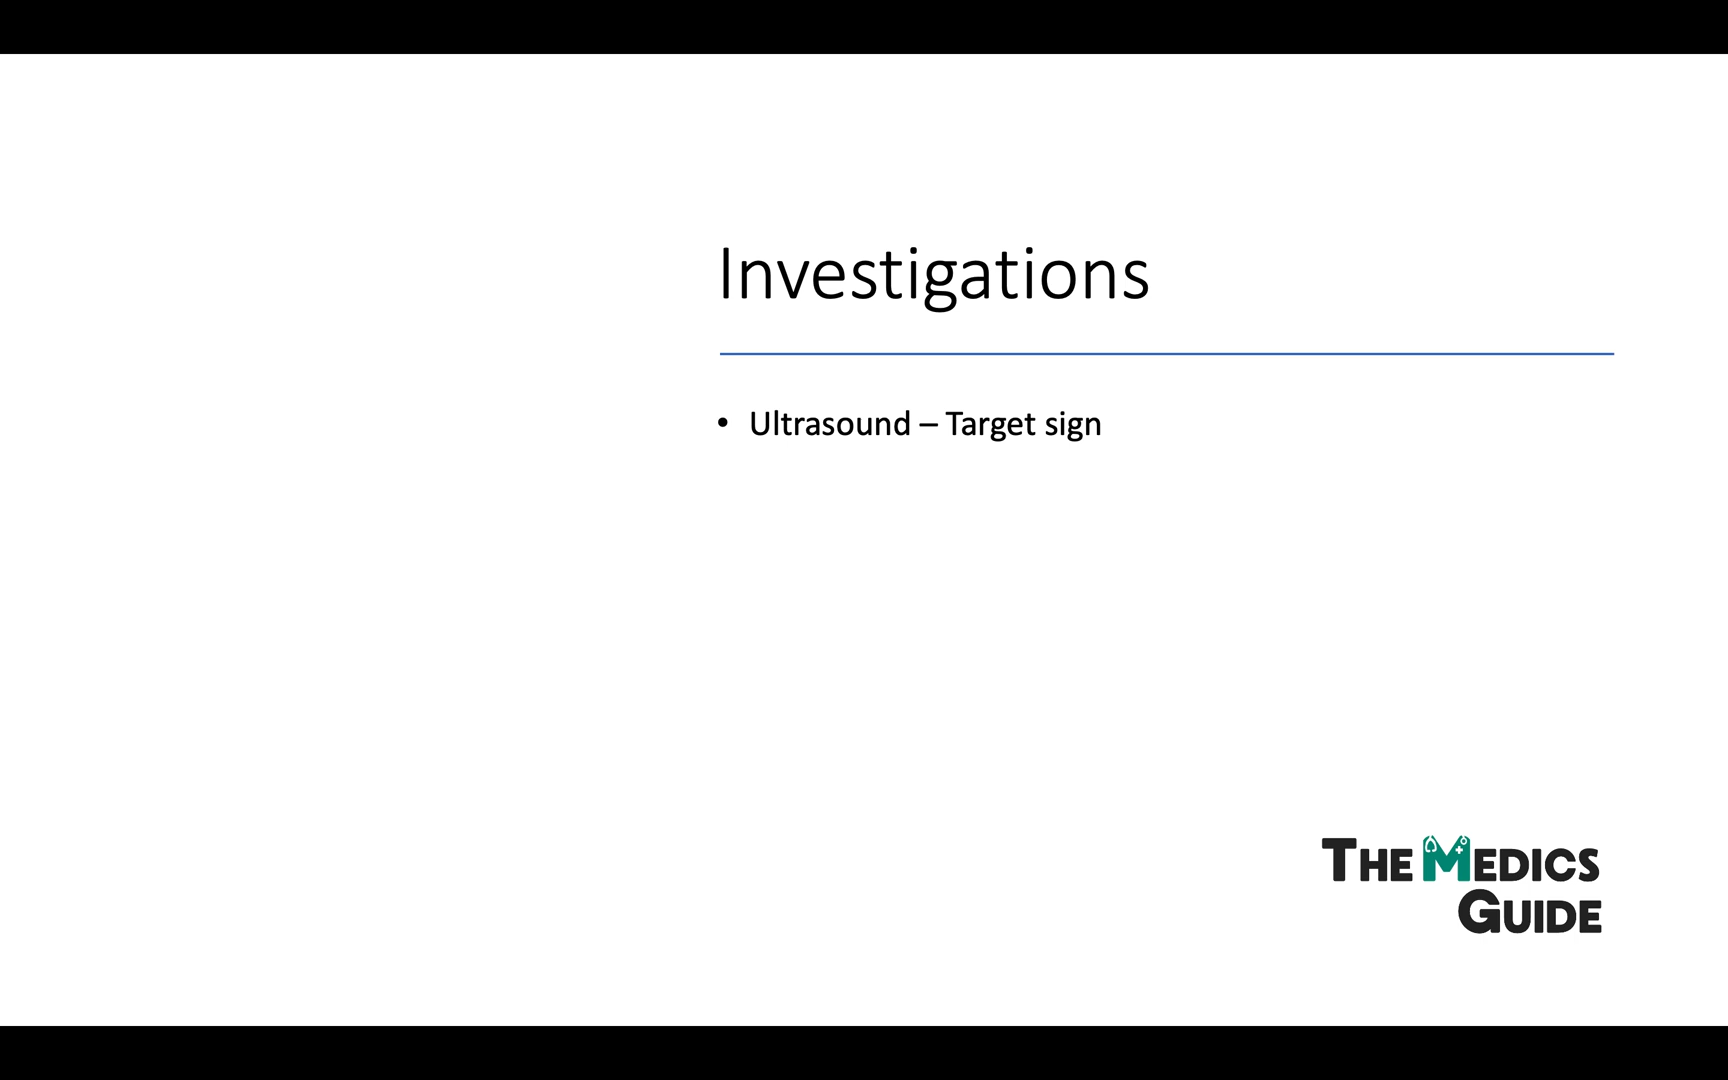 Investigations
• Ultrasound – Target sign
THE MEDICS
GUIDE